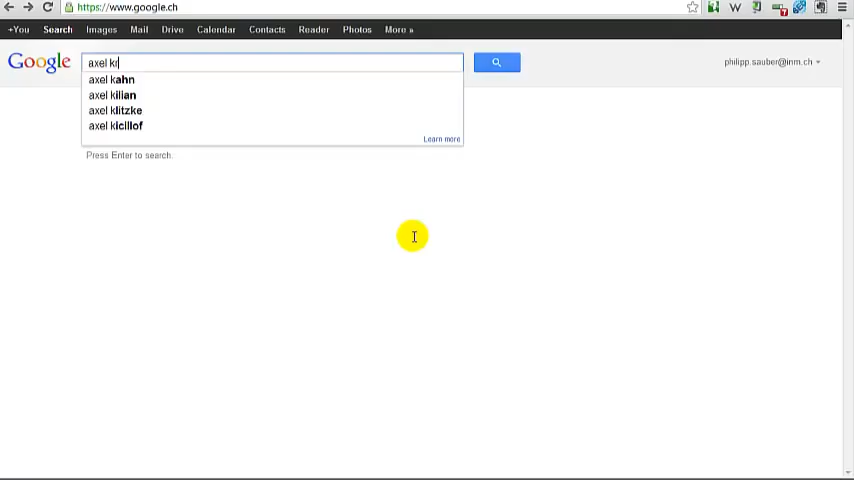 https://www.google.ch
+You Search Images Mail Drive Calendar Contacts Reader Photos More »
Google axel kr philipp.sauber@inm.ch
axel kahn
axel kilian
axel klitzke
axel kicillof
Learn more
Press Enter to search.